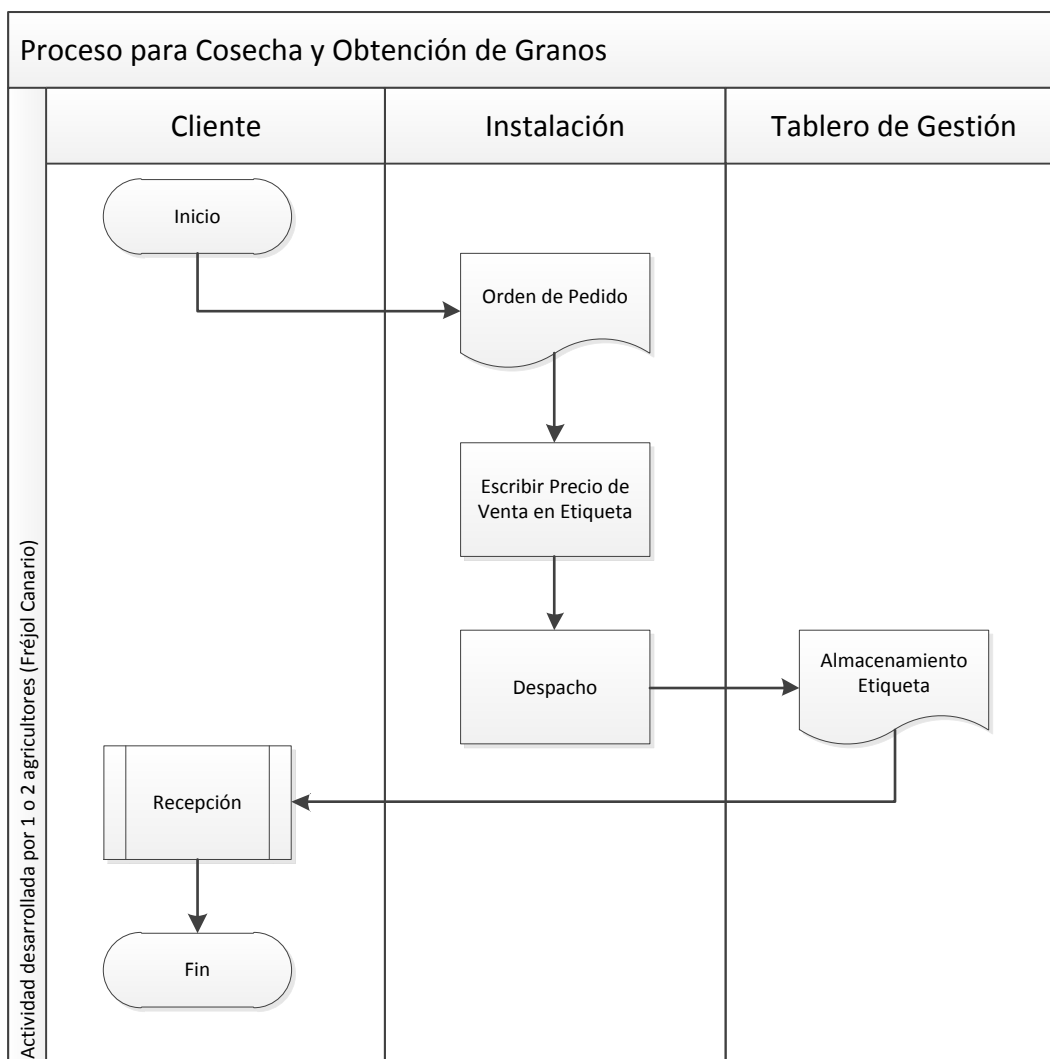 Proceso para Cosecha y Obtención de Granos
Cliente
Instalación
Tablero de Gestión
Actividad desarrollada por 1 o 2 agricultores (Fréjol Canario)
Inicio
Orden de Pedido
Escribir Precio de
Venta en Etiqueta
Despacho
Almacenamiento
Etiqueta
Recepción
Fin